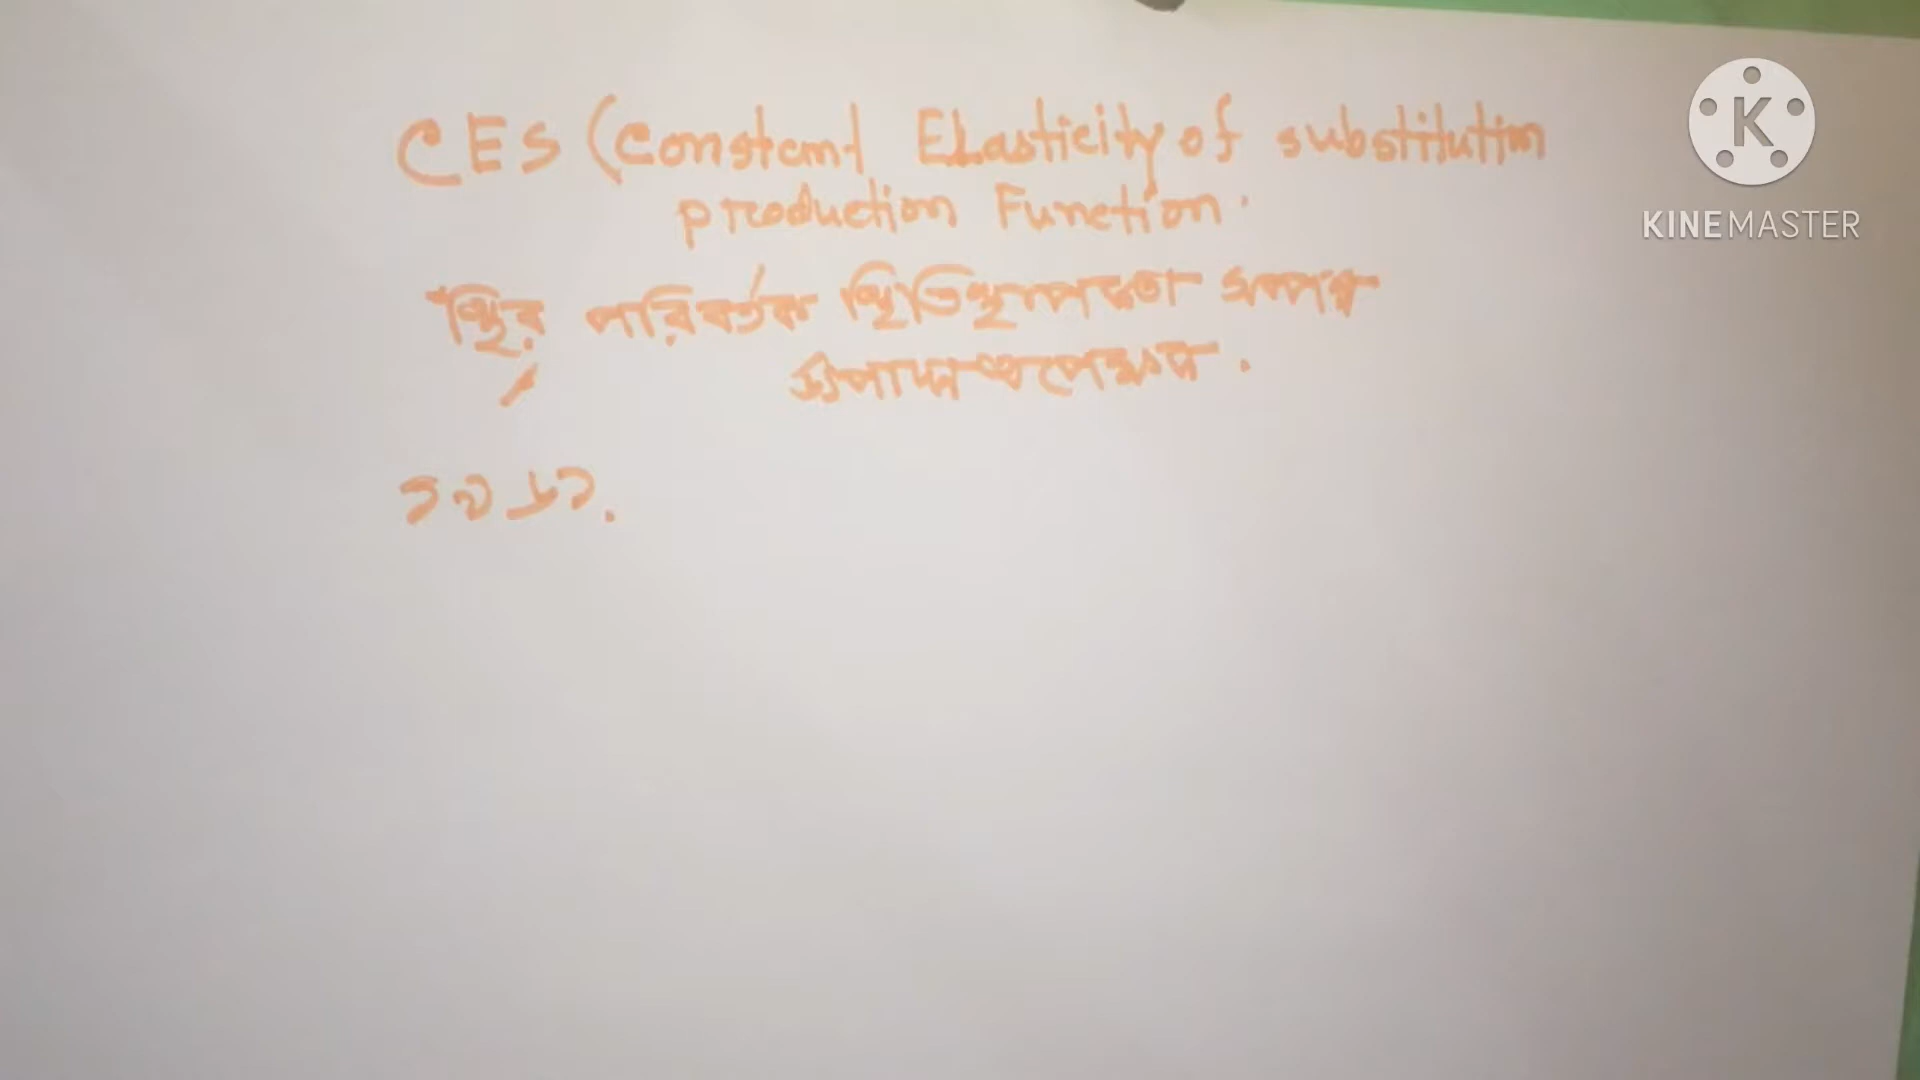 CES (Constant Elasticity of substitution
production Function.
স্থির পরিবর্তক স্থিতিস্থাপকতা সম্পন্ন
উৎপাদন অপেক্ষক.
১৯৬১.
K
KINEMASTER